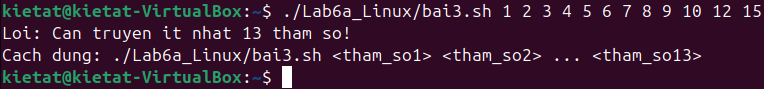 kietat@kietat-VirtualBox:~$ ./Lab6a_Linux/bai3.sh 1 2 3 4 5 6 7 8 9 10 12 15
Loi: Can truyen it nhat 13 tham so!
Cach dung: ./Lab6a_Linux/bai3.sh <tham_so1> <tham_so2> ... <tham_so13>
kietat@kietat-VirtualBox:~$